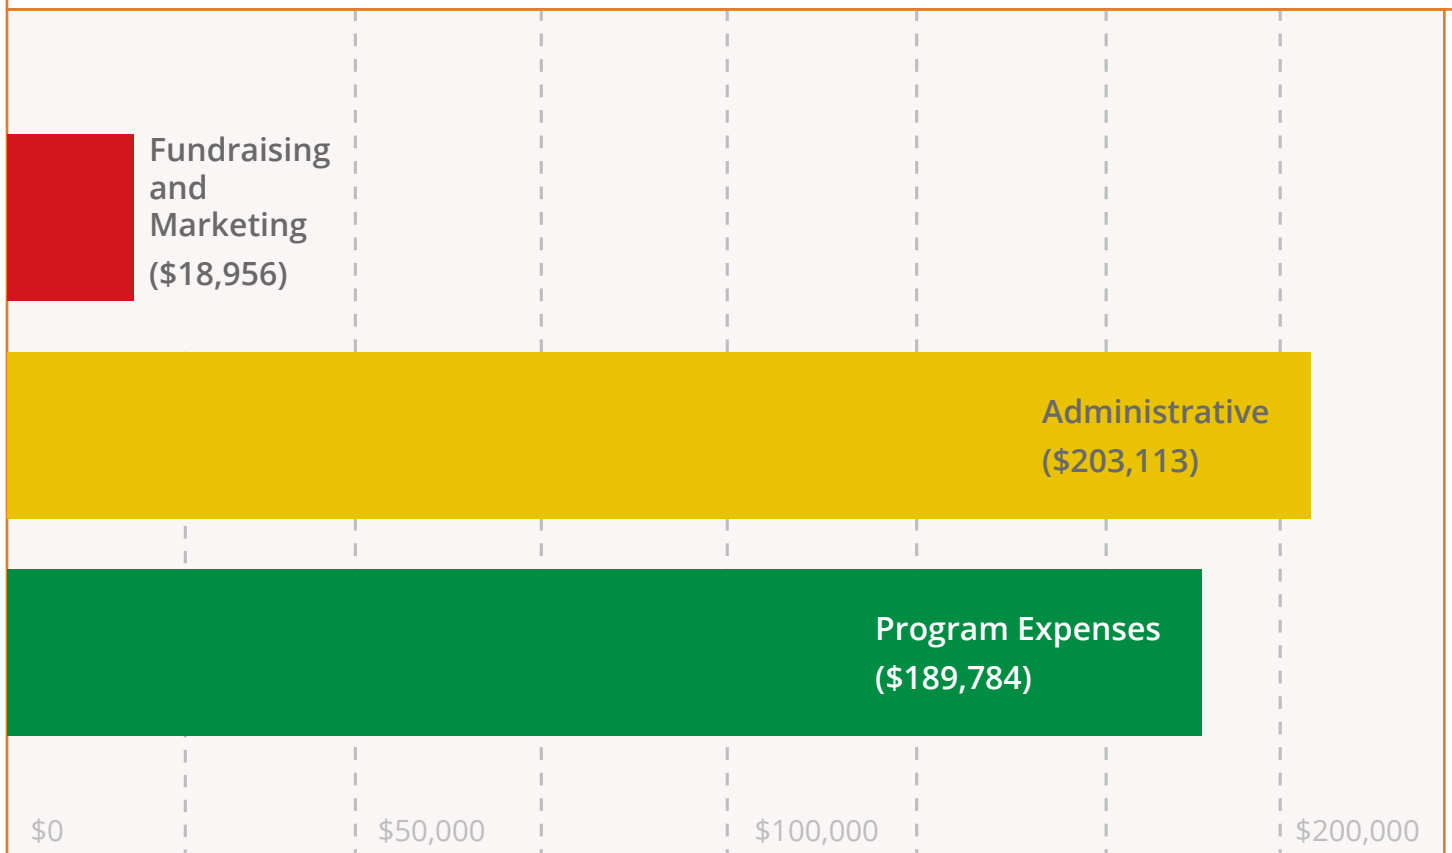 Fundraising
and
Marketing
($18,956)
Administrative
($203,113)
Program Expenses
($189,784)
$0 $50,000 $100,000 $200,000